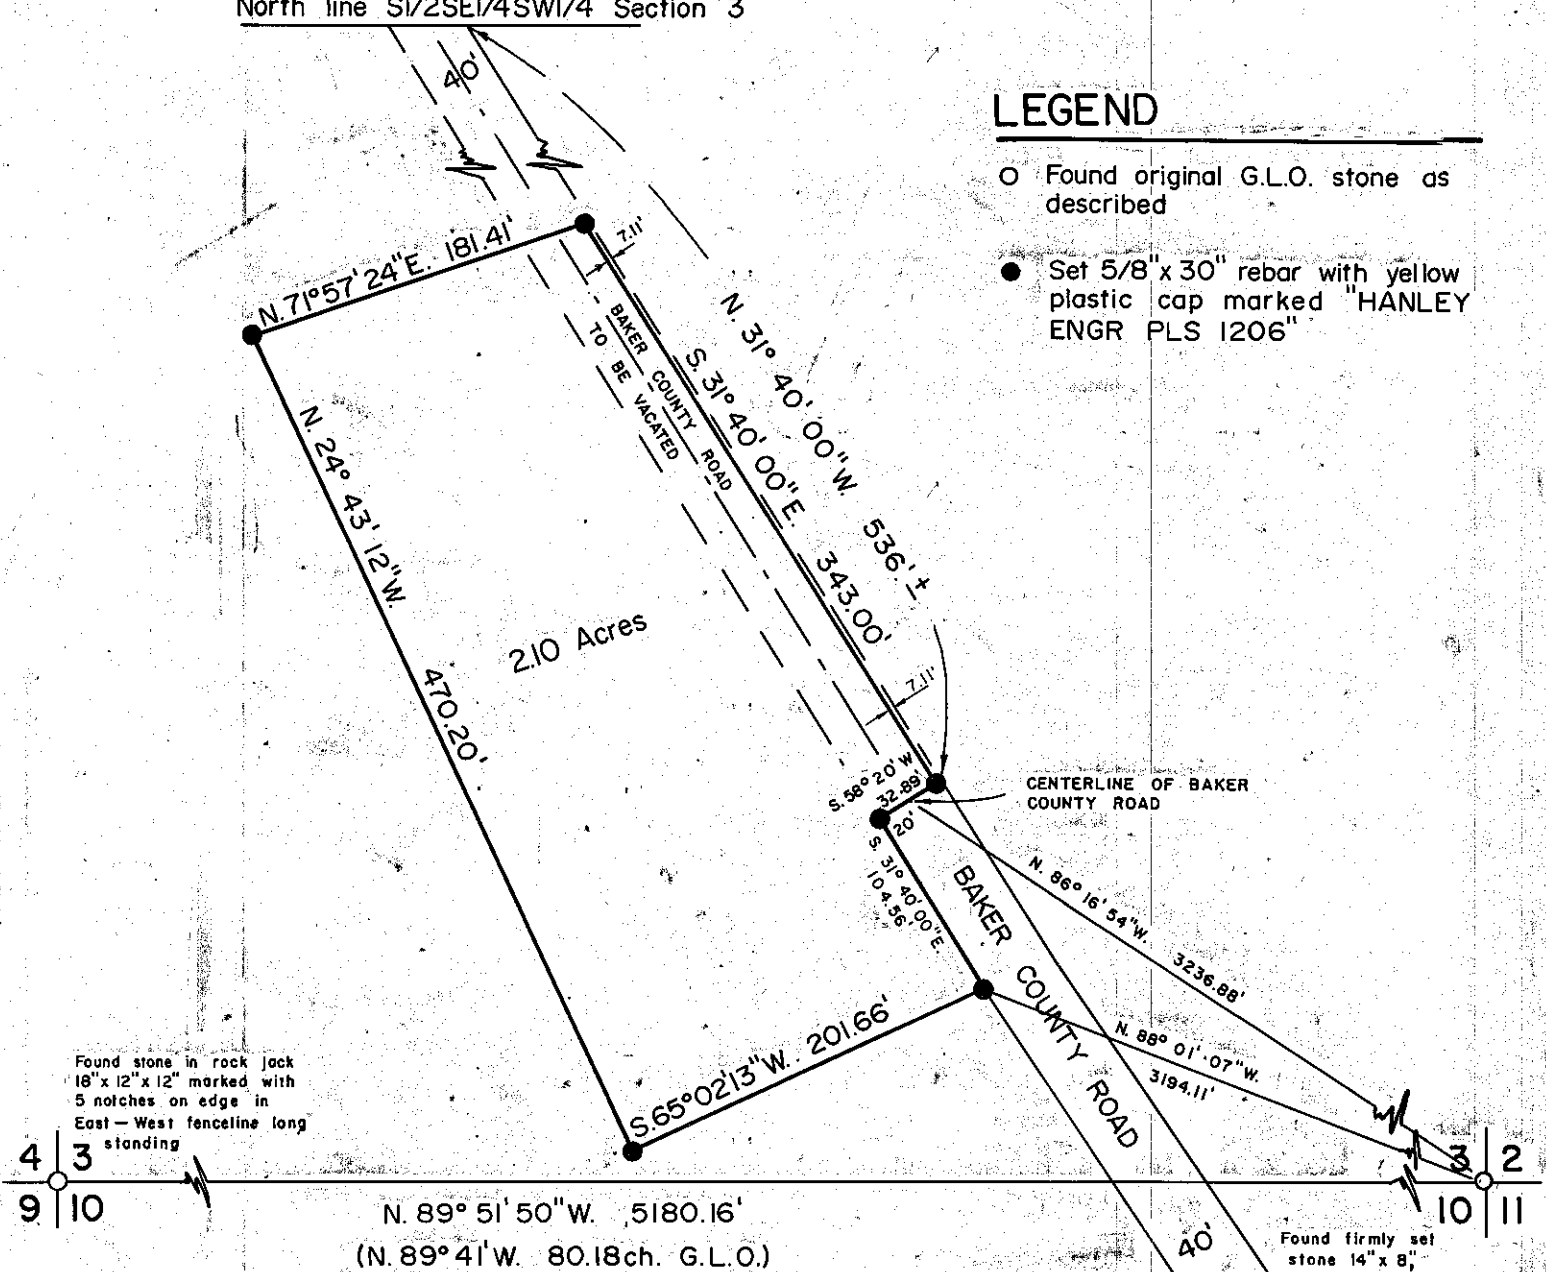 North line S1/2SE1/4SW1/4 Section 3
40'
LEGEND
Found original G.L.O. stone as
described
Set 5/8"x 30" rebar with yellow
plastic cap marked "HANLEY
ENGR PLS 1206"
N. 71°57'24"E. 181.41'
7.11'
BAKER COUNTY ROAD
TO BE VACATED
N. 31° 40' 00"W. 536.'±
S. 31° 40' 00"E. 343.00'
N. 24° 43' 12"W. 470.20'
2.10 Acres
7.11'
S. 58° 20' W
32.89'
20'
CENTERLINE OF BAKER
COUNTY ROAD
S. 31° 40' 00"E.
104.56'
BAKER COUNTY ROAD
N. 86° 16' 54"W. 3236.88'
N. 88° 01' 07"W.
3194.11'
S. 65°02'13"W. 201.66'
Found stone in rock jack
18"x 12"x 12" marked with
5 notches on edge in
East - West fenceline long
standing
4 3
9 10
3 2
10 11
N. 89° 51' 50"W. 5180.16'
(N. 89° 41' W. 80.18ch. G.L.O.)
40'
Found firmly set
stone 14"x 8",